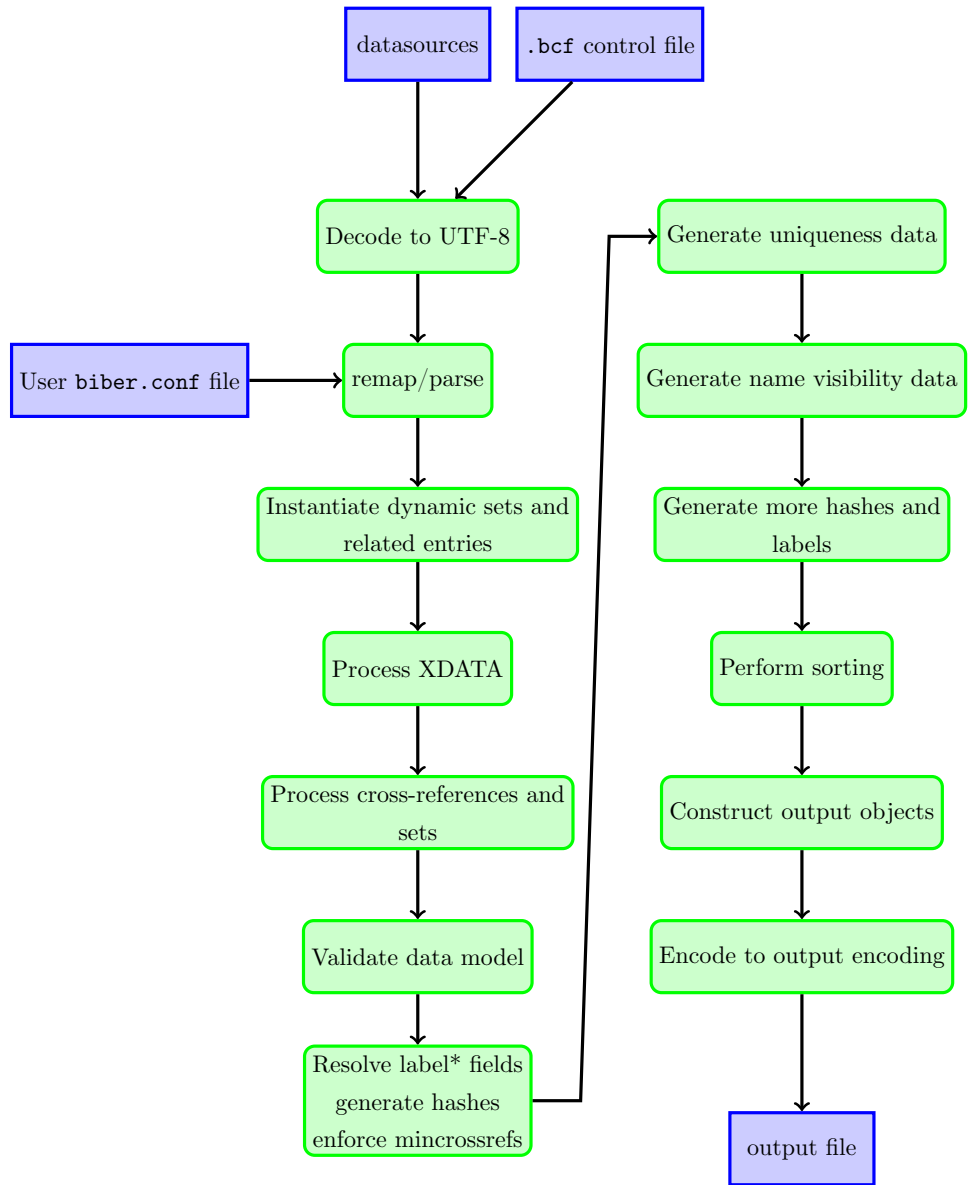 datasources
.bcf control file
Decode to UTF-8
User biber.conf file
remap/parse
Instantiate dynamic sets and
related entries
Process XDATA
Process cross-references and
sets
Validate data model
Resolve label* fields
generate hashes
enforce mincrossrefs
Generate uniqueness data
Generate name visibility data
Generate more hashes and
labels
Perform sorting
Construct output objects
Encode to output encoding
output file